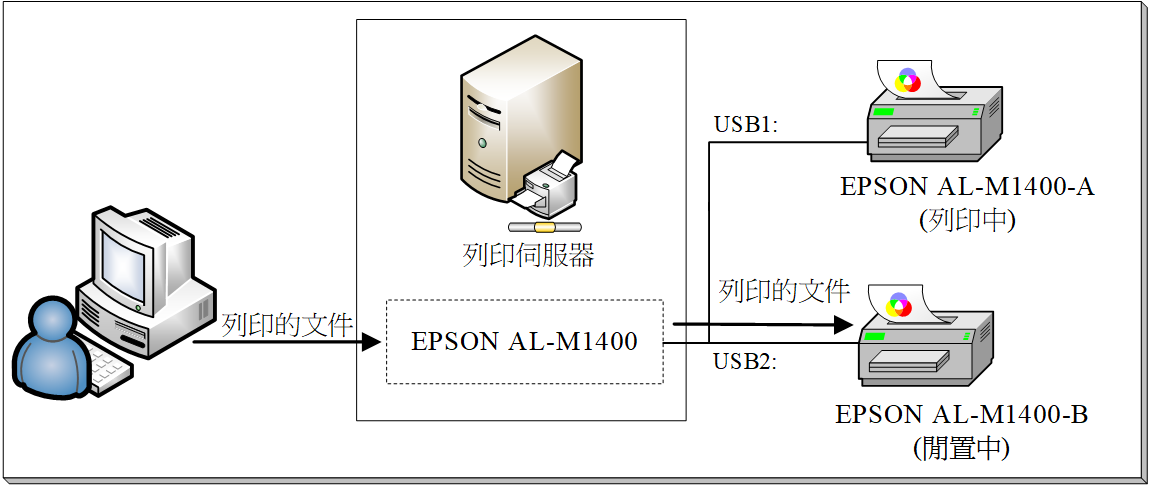 列印的文件
列印伺服器
EPSON AL-M1400
USB1:
EPSON AL-M1400-A
(列印中)
列印的文件
USB2:
EPSON AL-M1400-B
(閒置中)